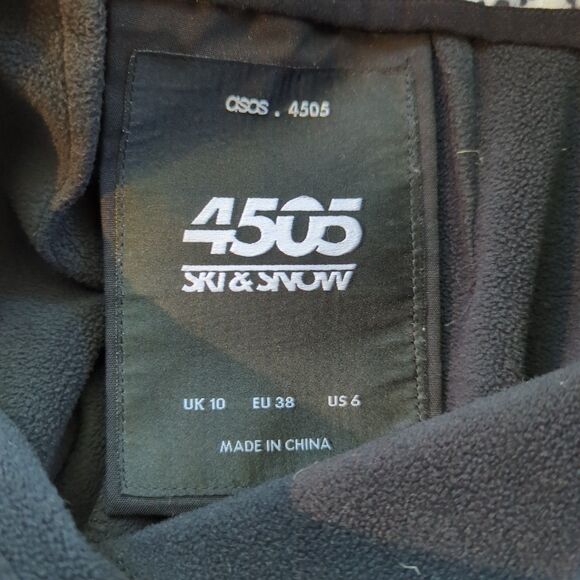 asos . 4505
4505
SKI & SNOW
UK 10 EU 38 US 6
MADE IN CHINA